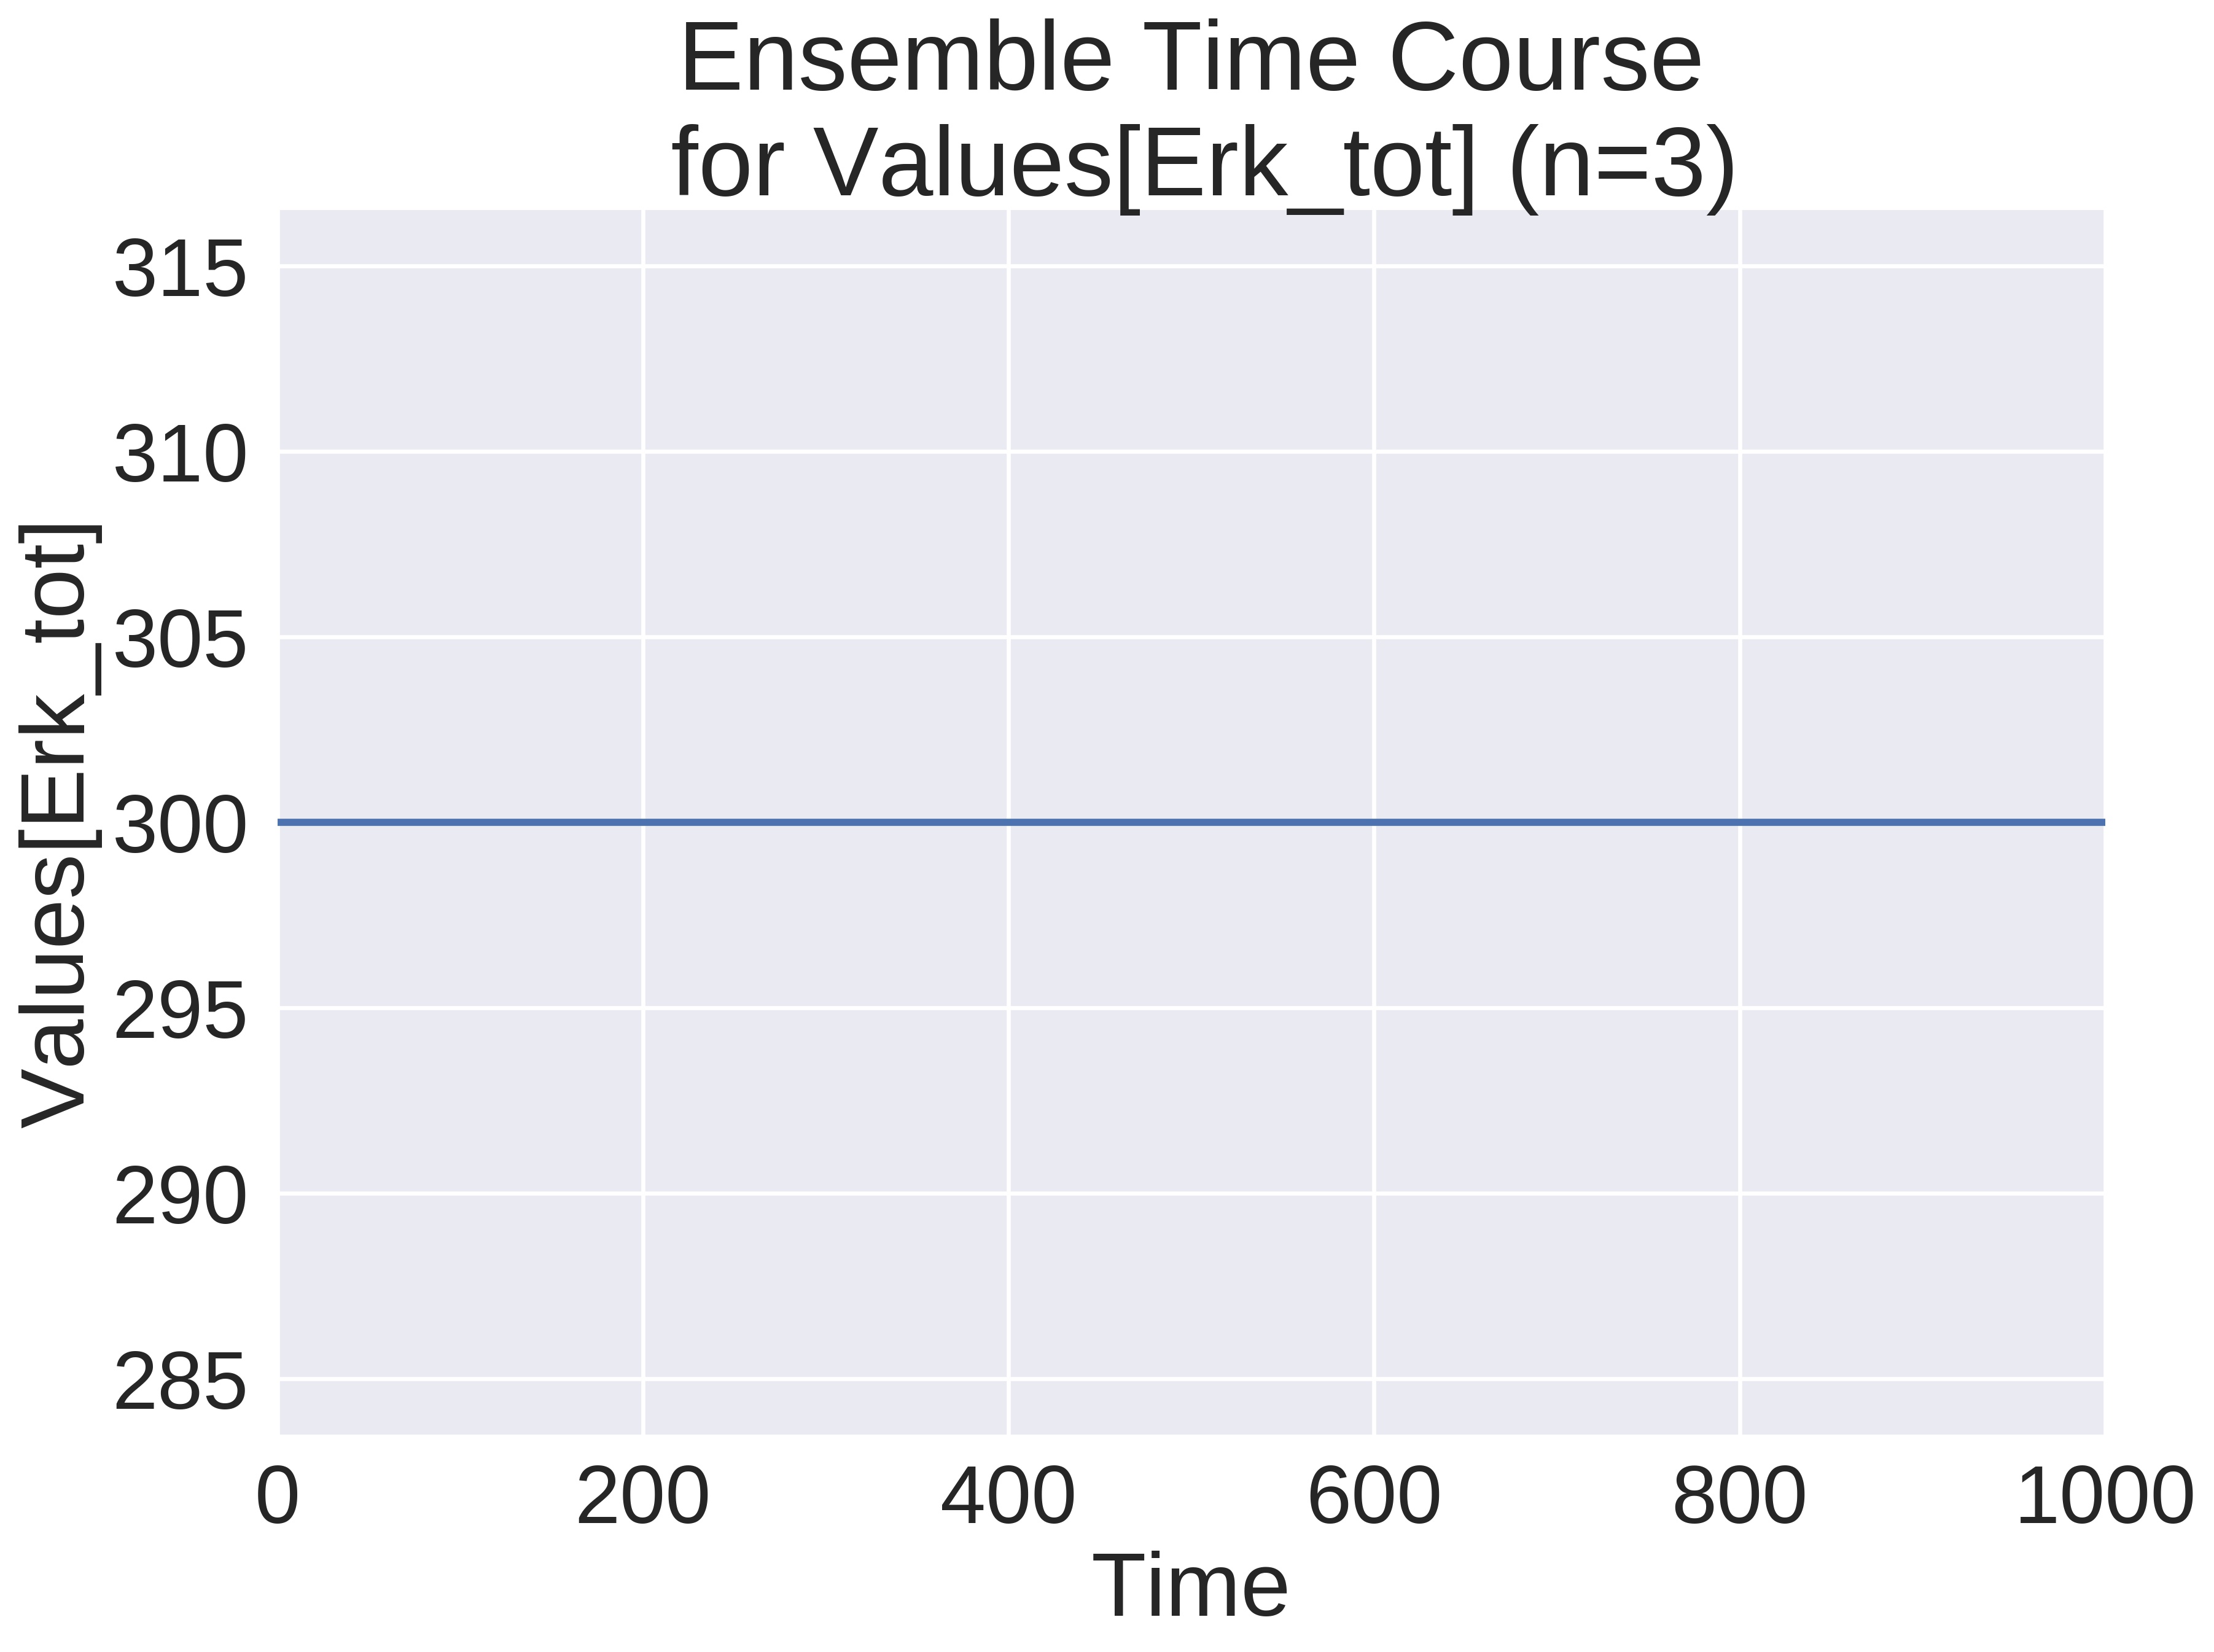 Ensemble Time Course
for Values[Erk_tot] (n=3)
Values[Erk_tot]
315
310
305
300
295
290
285
0 200 400 600 800 1000
Time